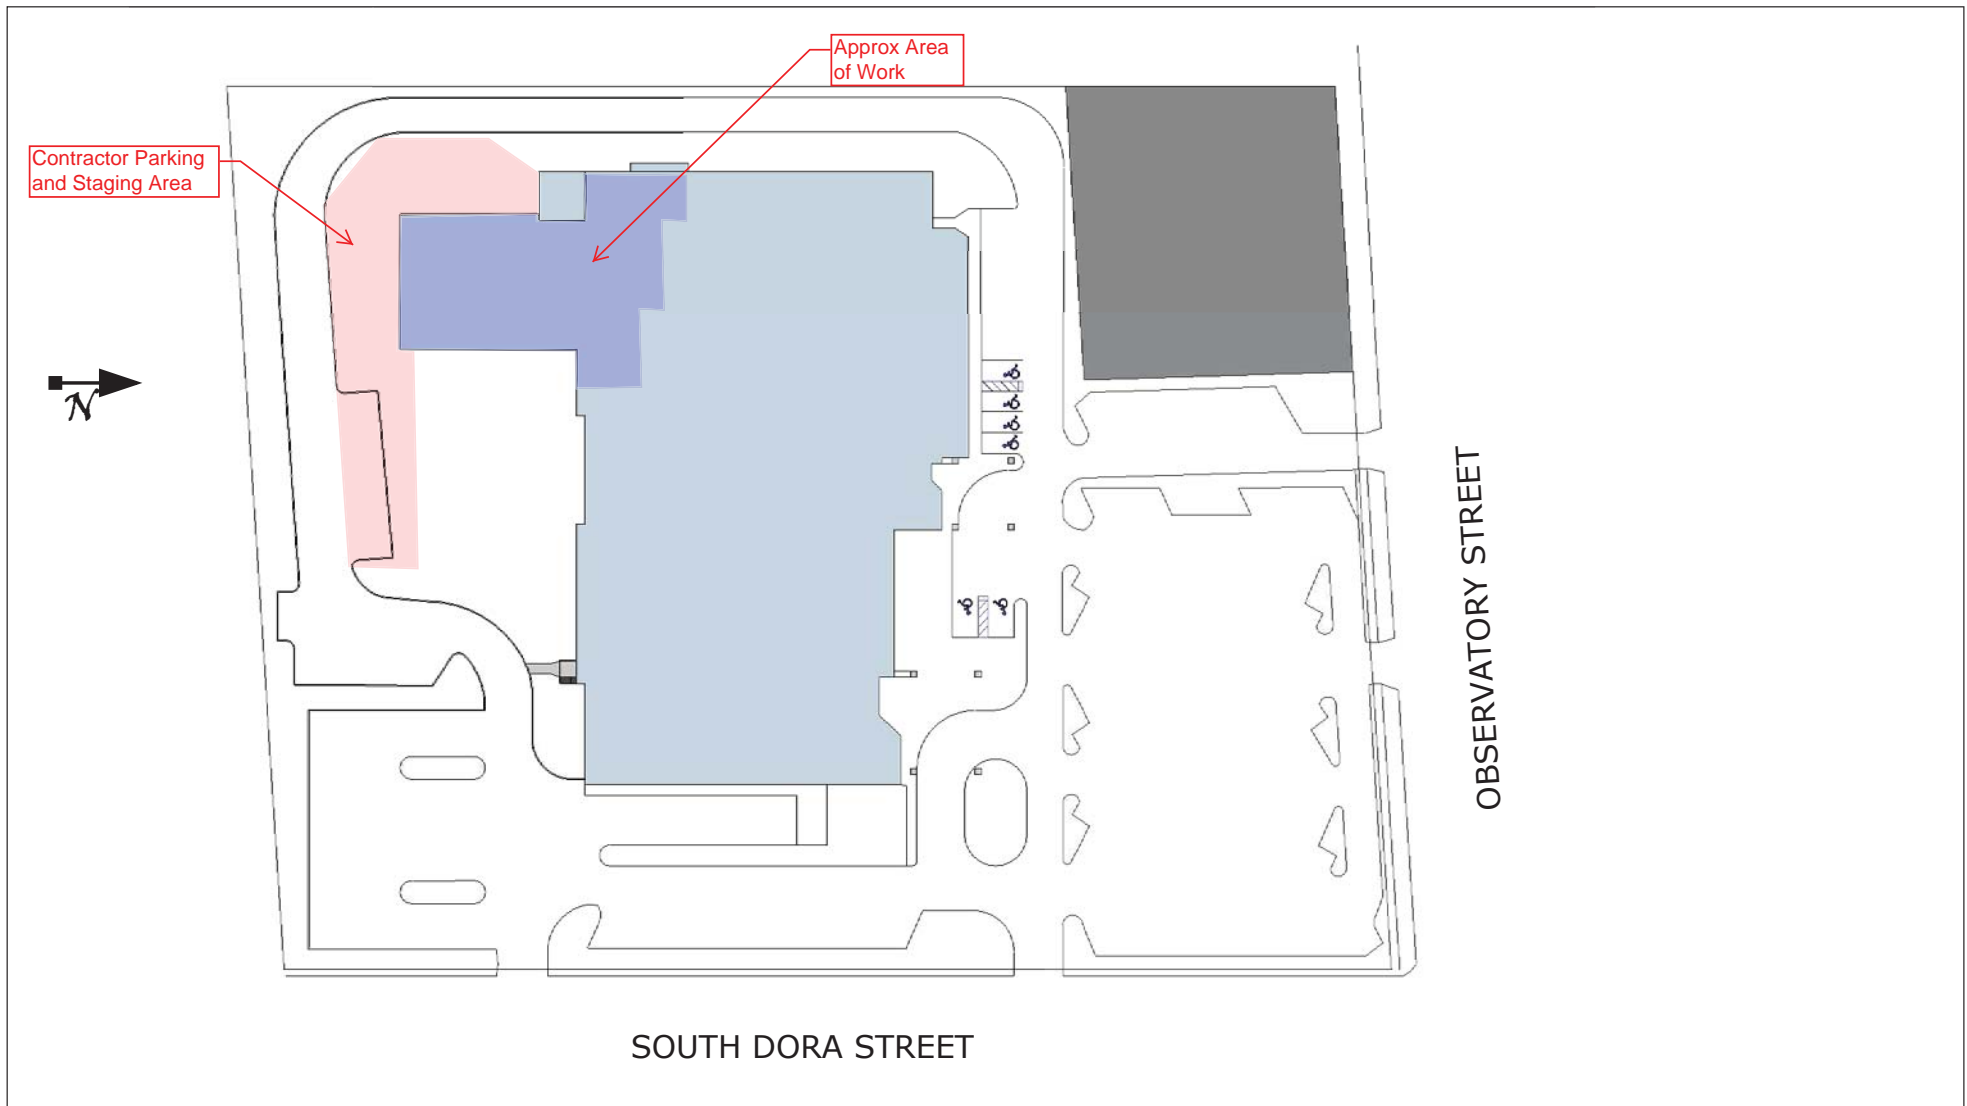 Approx Area
of Work
Contractor Parking
and Staging Area
N
OBSERVATORY STREET
SOUTH DORA STREET